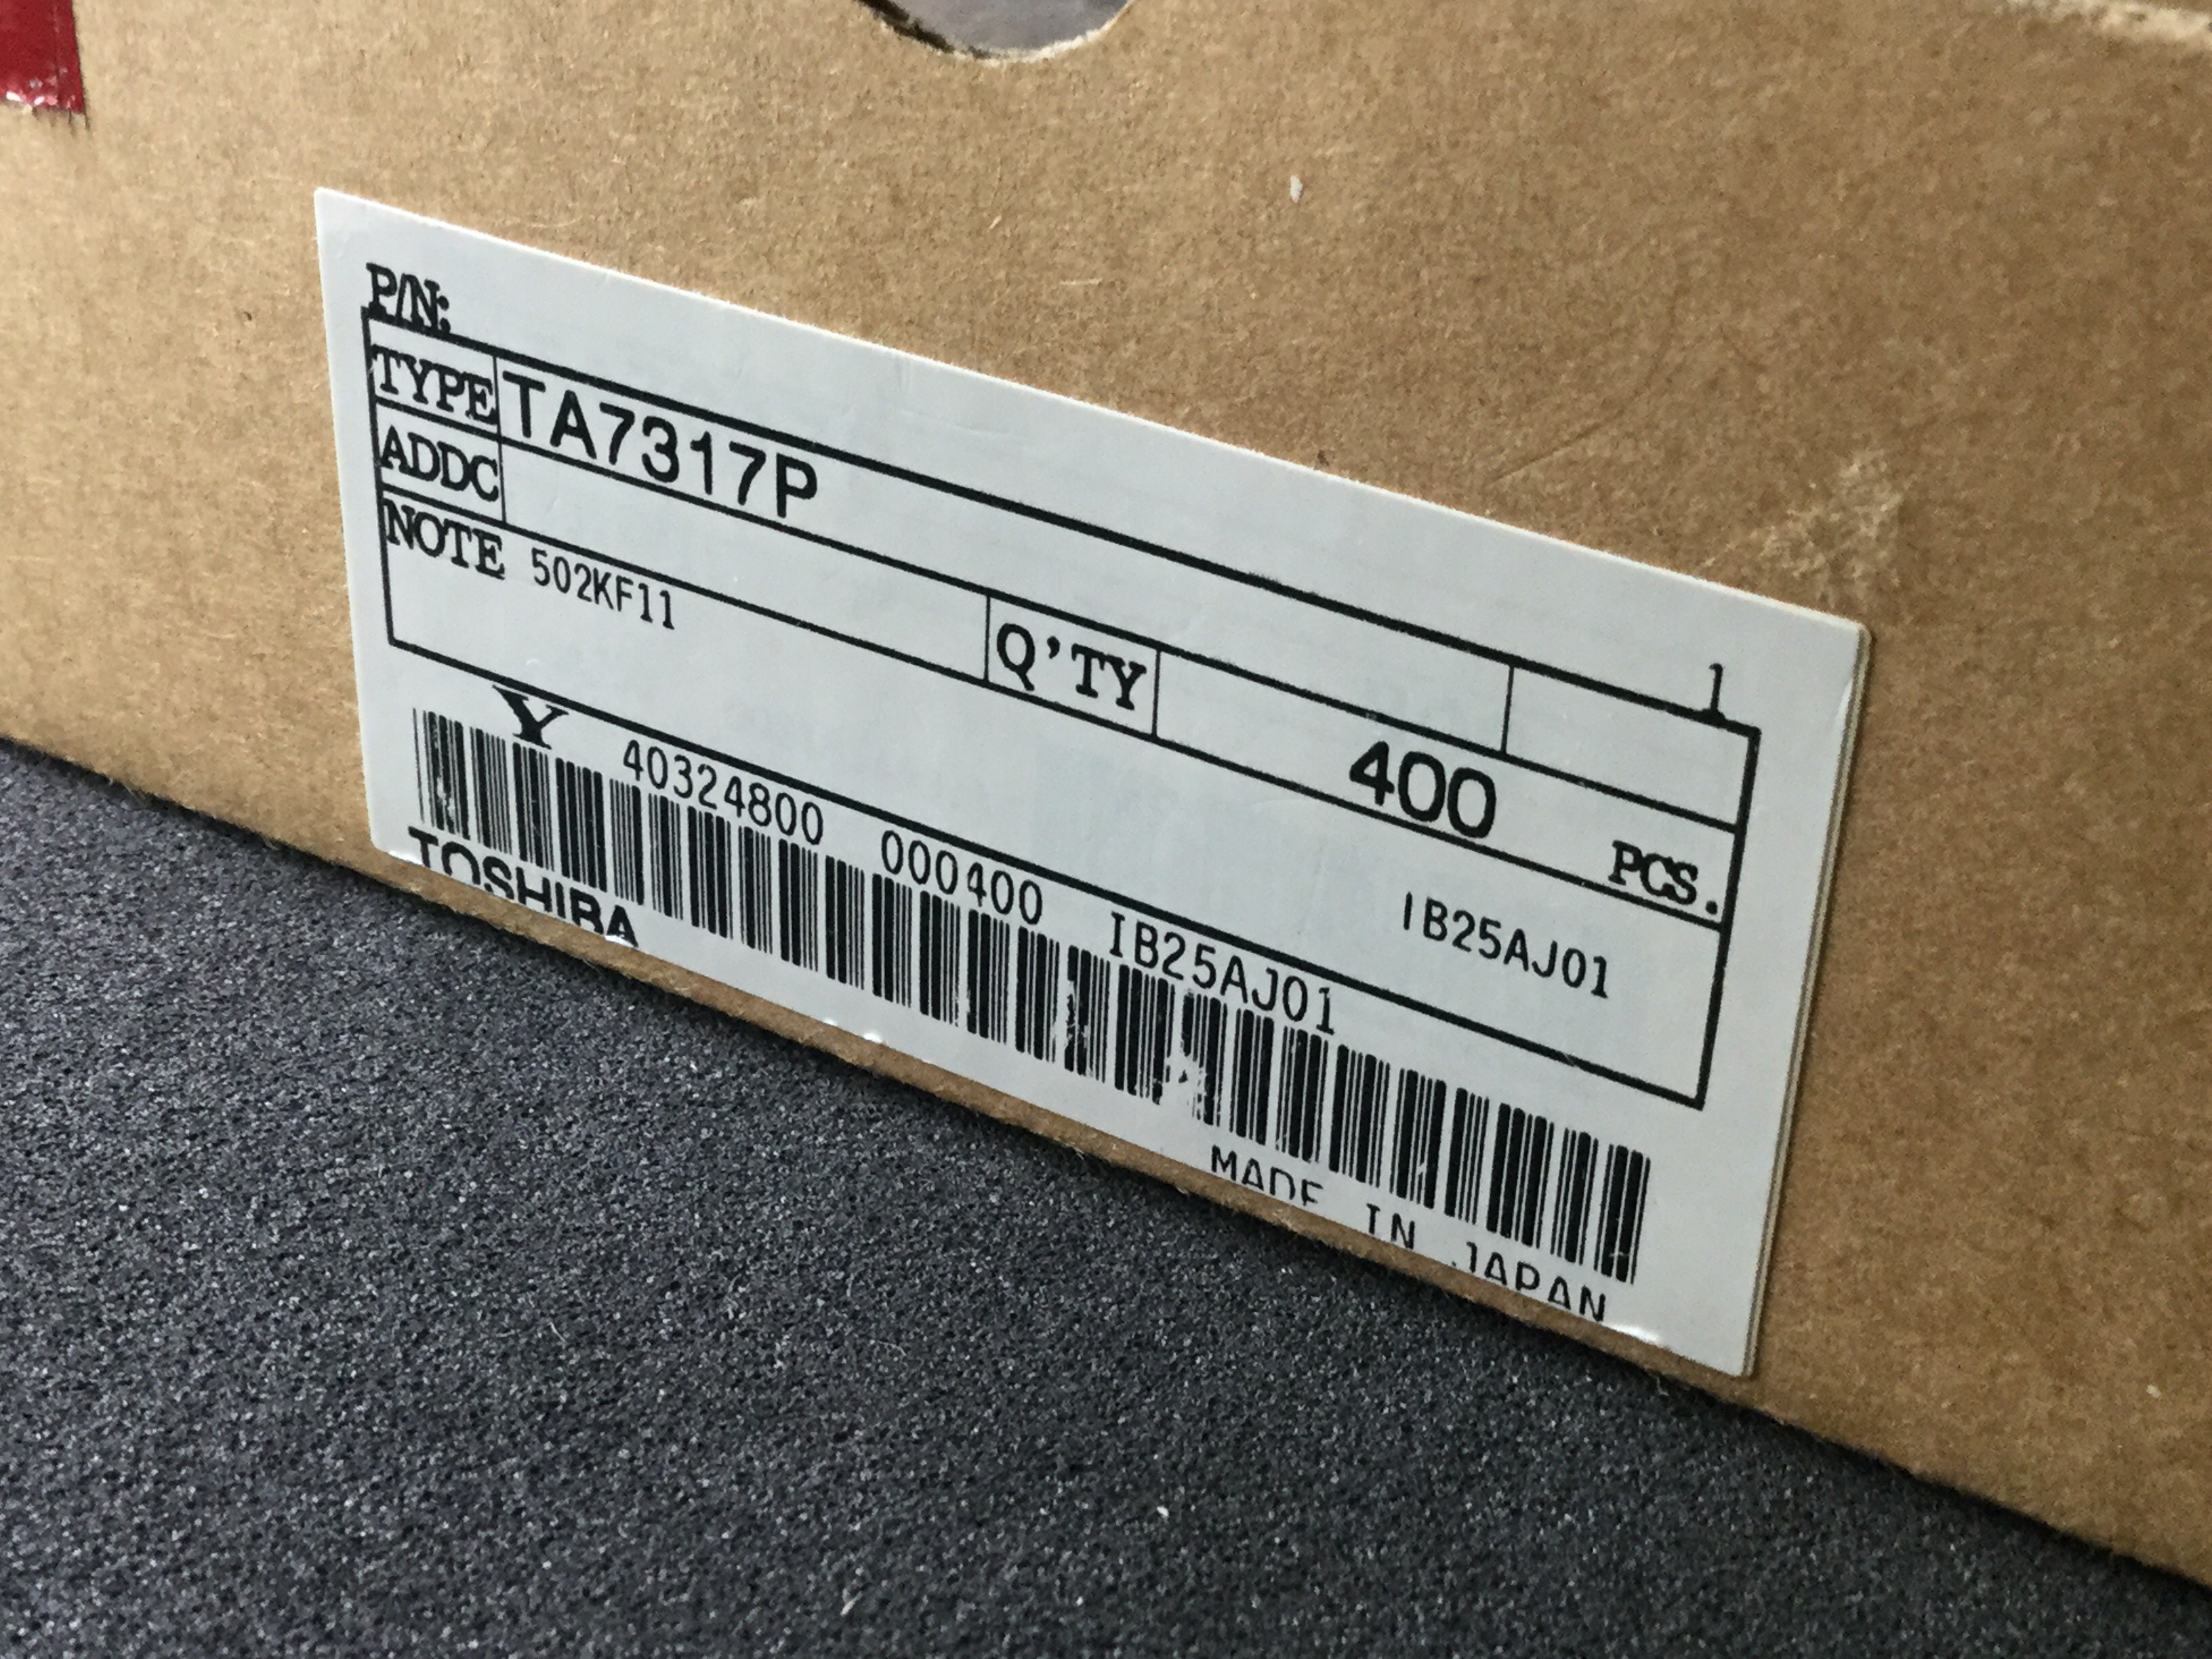 P/N:
1
TYPE TA7317P
ADDC
Q'TY 400 PCS.
NOTE 502KF11
IB25AJ01
Y 40324800 000400 IB25AJ01
TOSHIBA
MADE IN JAPAN